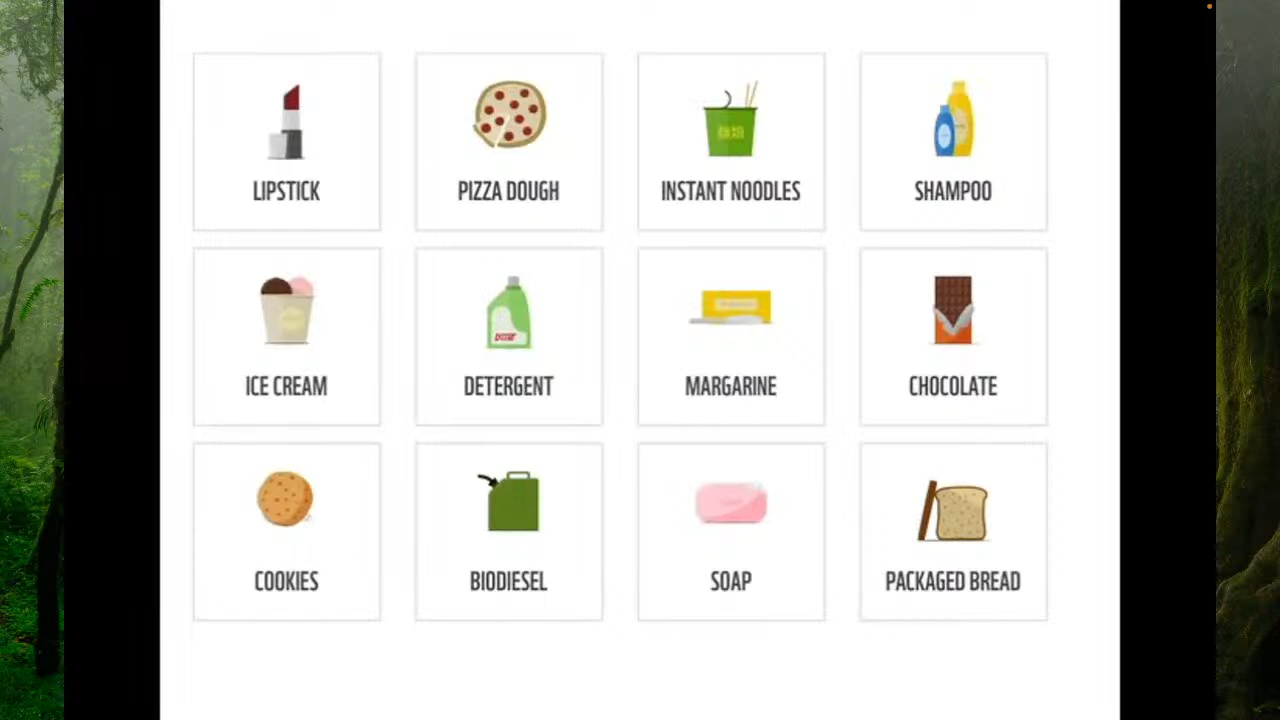 LIPSTICK
PIZZA DOUGH
INSTANT NOODLES
SHAMPOO
ICE CREAM
DETERGENT
MARGARINE
CHOCOLATE
COOKIES
BIODIESEL
SOAP
PACKAGED BREAD